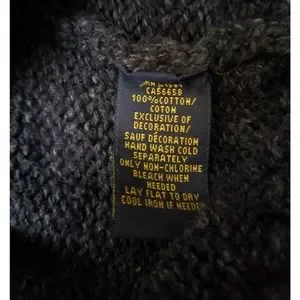 CA56658
100%COTTON/
COTON
EXCLUSIVE OF
DECORATION/
SAUF DÉCORATION
HAND WASH COLD
SEPARATELY
ONLY NON-CHLORINE
BLEACH WHEN
NEEDED
LAY FLAT TO DRY
COOL IRON IF NEEDED